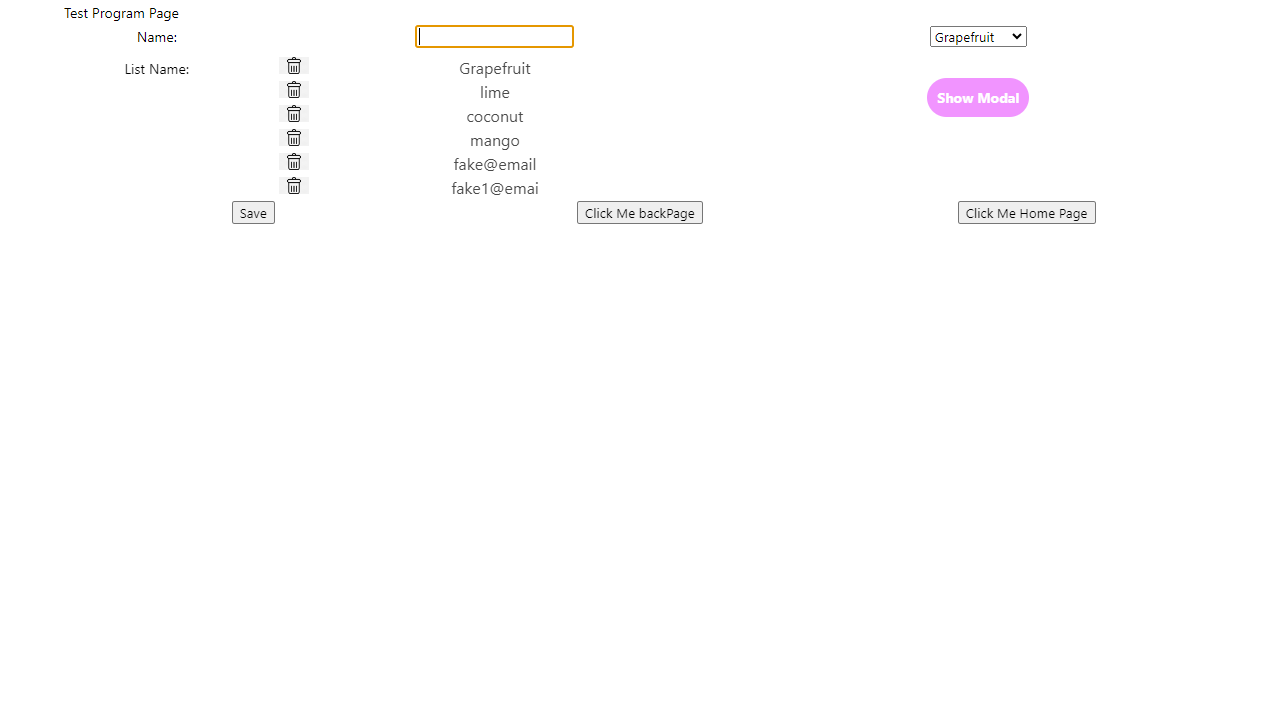 Test Program Page
Name:
Grapefruit
List Name:
Grapefruit
lime
coconut
mango
fake@email
fake1@emai
Show Modal
Save
Click Me backPage
Click Me Home Page